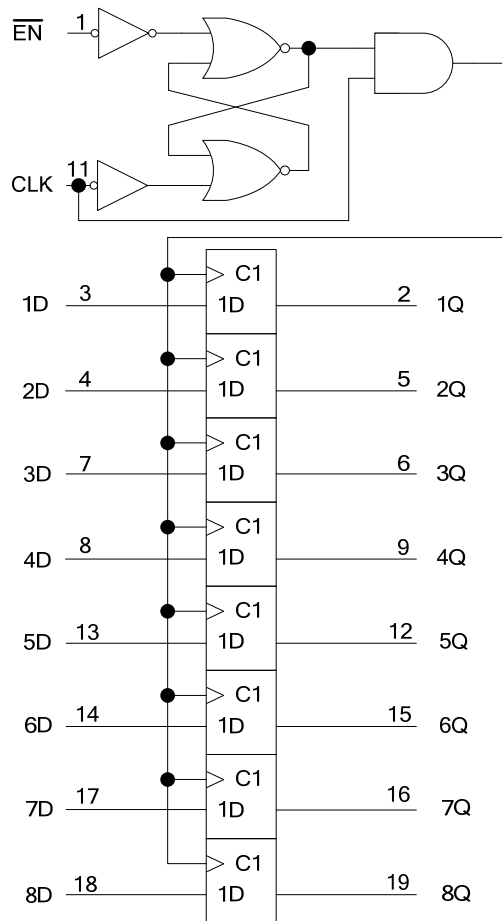 E̅N̅ 1
CLK 11
C1
1D 3 1D 2 1Q
C1
2D 4 1D 5 2Q
C1
3D 7 1D 6 3Q
C1
4D 8 1D 9 4Q
C1
5D 13 1D 12 5Q
C1
6D 14 1D 15 6Q
C1
7D 17 1D 16 7Q
C1
8D 18 1D 19 8Q